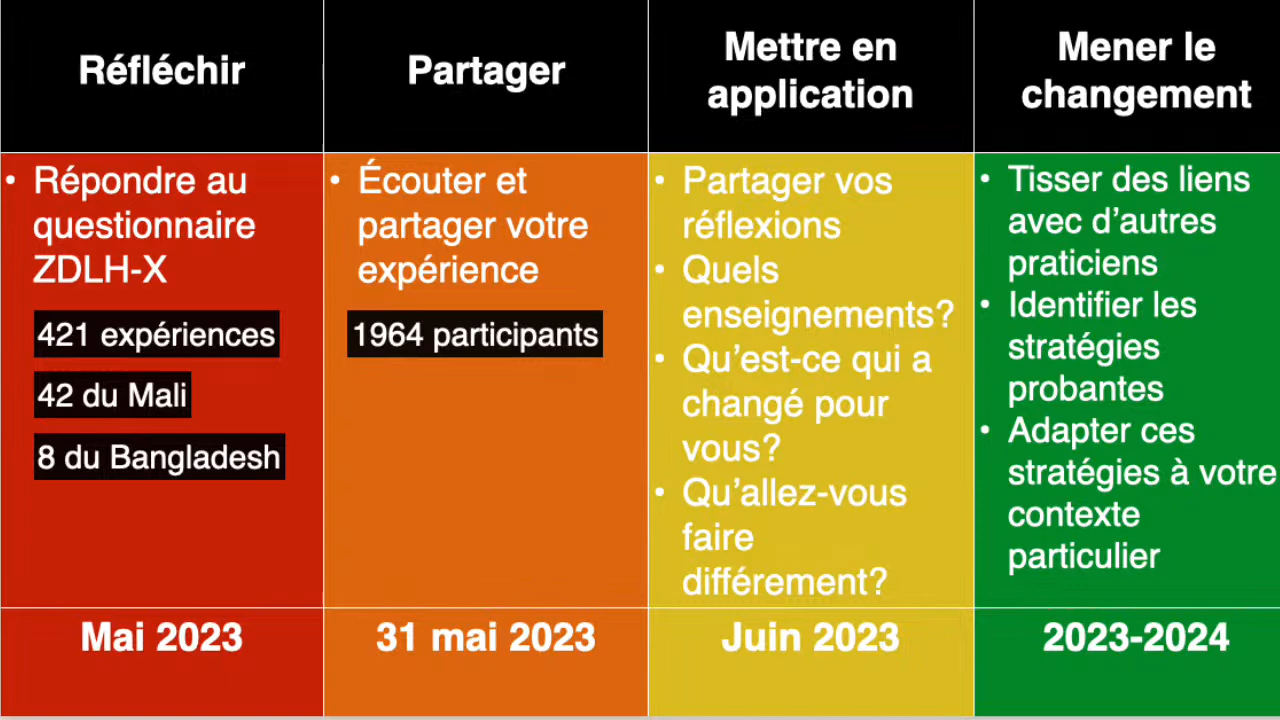 Réfléchir
Partager
Mettre en
application
Mener le
changement
• Répondre au
questionnaire
ZDLH-X
421 expériences
42 du Mali
8 du Bangladesh
• Écouter et
partager votre
expérience
1964 participants
• Partager vos
réflexions
• Quels
enseignements?
• Qu’est-ce qui a
changé pour
vous?
• Qu’allez-vous
faire
différement?
• Tisser des liens
avec d’autres
praticiens
• Identifier les
stratégies
probantes
• Adapter ces
stratégies à votre
contexte
particulier
Mai 2023
31 mai 2023
Juin 2023
2023-2024